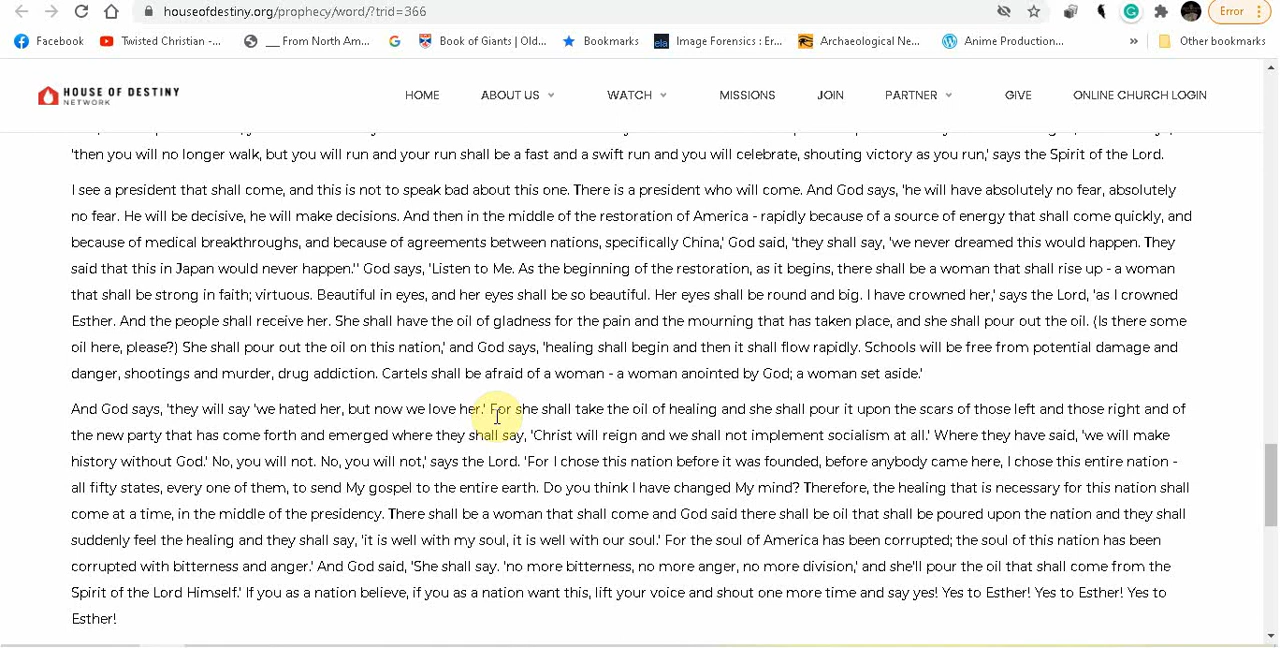 houseofdestiny.org/prophecy/word/?trid=366
Error
Facebook
Twisted Christian -...
__ From North Am...
Book of Giants | Old...
Bookmarks
ela
Image Forensics : Er...
Archaeological Ne...
Anime Production...
»
Other bookmarks
HOUSE OF DESTINY
NETWORK
HOME
ABOUT US
WATCH
MISSIONS
JOIN
PARTNER
GIVE
ONLINE CHURCH LOGIN
'then you will no longer walk, but you will run and your run shall be a fast and a swift run and you will celebrate, shouting victory as you run,' says the Spirit of the Lord.
I see a president that shall come, and this is not to speak bad about this one. There is a president who will come. And God says, 'he will have absolutely no fear, absolutely
no fear. He will be decisive, he will make decisions. And then in the middle of the restoration of America - rapidly because of a source of energy that shall come quickly, and
because of medical breakthroughs, and because of agreements between nations, specifically China,' God said, 'they shall say, 'we never dreamed this would happen. They
said that this in Japan would never happen.'' God says, 'Listen to Me. As the beginning of the restoration, as it begins, there shall be a woman that shall rise up - a woman
that shall be strong in faith; virtuous. Beautiful in eyes, and her eyes shall be so beautiful. Her eyes shall be round and big. I have crowned her,' says the Lord, 'as I crowned
Esther. And the people shall receive her. She shall have the oil of gladness for the pain and the mourning that has taken place, and she shall pour out the oil. (Is there some
oil here, please?) She shall pour out the oil on this nation,' and God says, 'healing shall begin and then it shall flow rapidly. Schools will be free from potential damage and
danger, shootings and murder, drug addiction. Cartels shall be afraid of a woman - a woman anointed by God; a woman set aside.'
And God says, 'they will say 'we hated her, but now we love her.' For she shall take the oil of healing and she shall pour it upon the scars of those left and those right and of
the new party that has come forth and emerged where they shall say, 'Christ will reign and we shall not implement socialism at all.' Where they have said, 'we will make
history without God.' No, you will not. No, you will not,' says the Lord. 'For I chose this nation before it was founded, before anybody came here, I chose this entire nation -
all fifty states, every one of them, to send My gospel to the entire earth. Do you think I have changed My mind? Therefore, the healing that is necessary for this nation shall
come at a time, in the middle of the presidency. There shall be a woman that shall come and God said there shall be oil that shall be poured upon the nation and they shall
suddenly feel the healing and they shall say, 'it is well with my soul, it is well with our soul.' For the soul of America has been corrupted; the soul of this nation has been
corrupted with bitterness and anger.' And God said, 'She shall say. 'no more bitterness, no more anger, no more division,' and she'll pour the oil that shall come from the
Spirit of the Lord Himself.' If you as a nation believe, if you as a nation want this, lift your voice and shout one more time and say yes! Yes to Esther! Yes to Esther! Yes to
Esther!